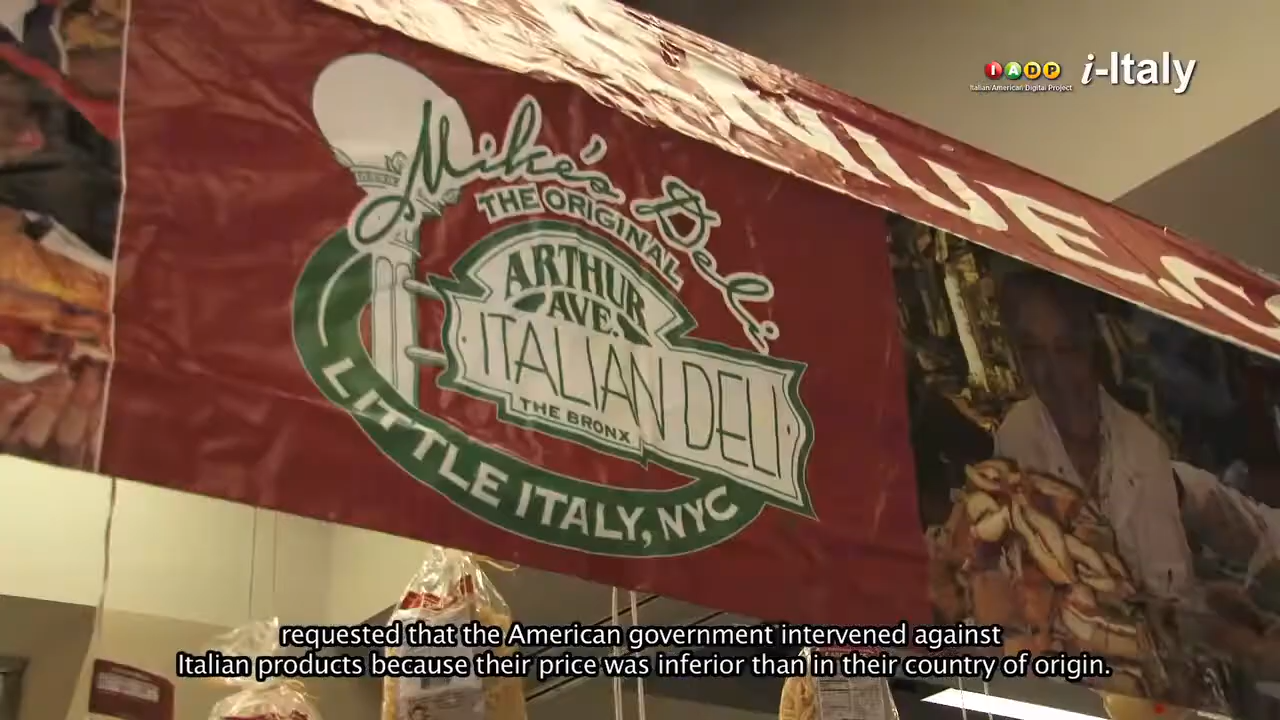 IADP
Italian American Digital Project
i-Italy
NUE.C
Mike's Deli
THE ORIGINAL
ARTHUR
AVE.
ITALIAN DELI
THE BRONX
LITTLE ITALY, NYC
requested that the American government intervened against
Italian products because their price was inferior than in their country of origin.